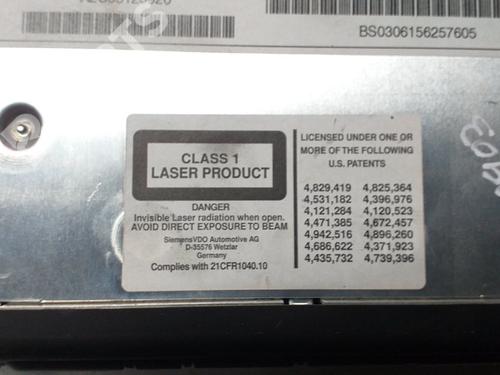 BS0306156257605
CLASS 1
LASER PRODUCT
DANGER
Invisible Laser radiation when open.
AVOID DIRECT EXPOSURE TO BEAM
SiemensVDO Automotive AG
D-35576 Wetzlar
Germany
Complies with 21CFR1040.10
LICENSED UNDER ONE OR
MORE OF THE FOLLOWING
U.S. PATENTS
4,829,419 4,825,364
4,531,182 4,396,976
4,121,284 4,120,523
4,471,385 4,672,457
4,942,516 4,896,260
4,686,622 4,371,923
4,435,732 4,739,396